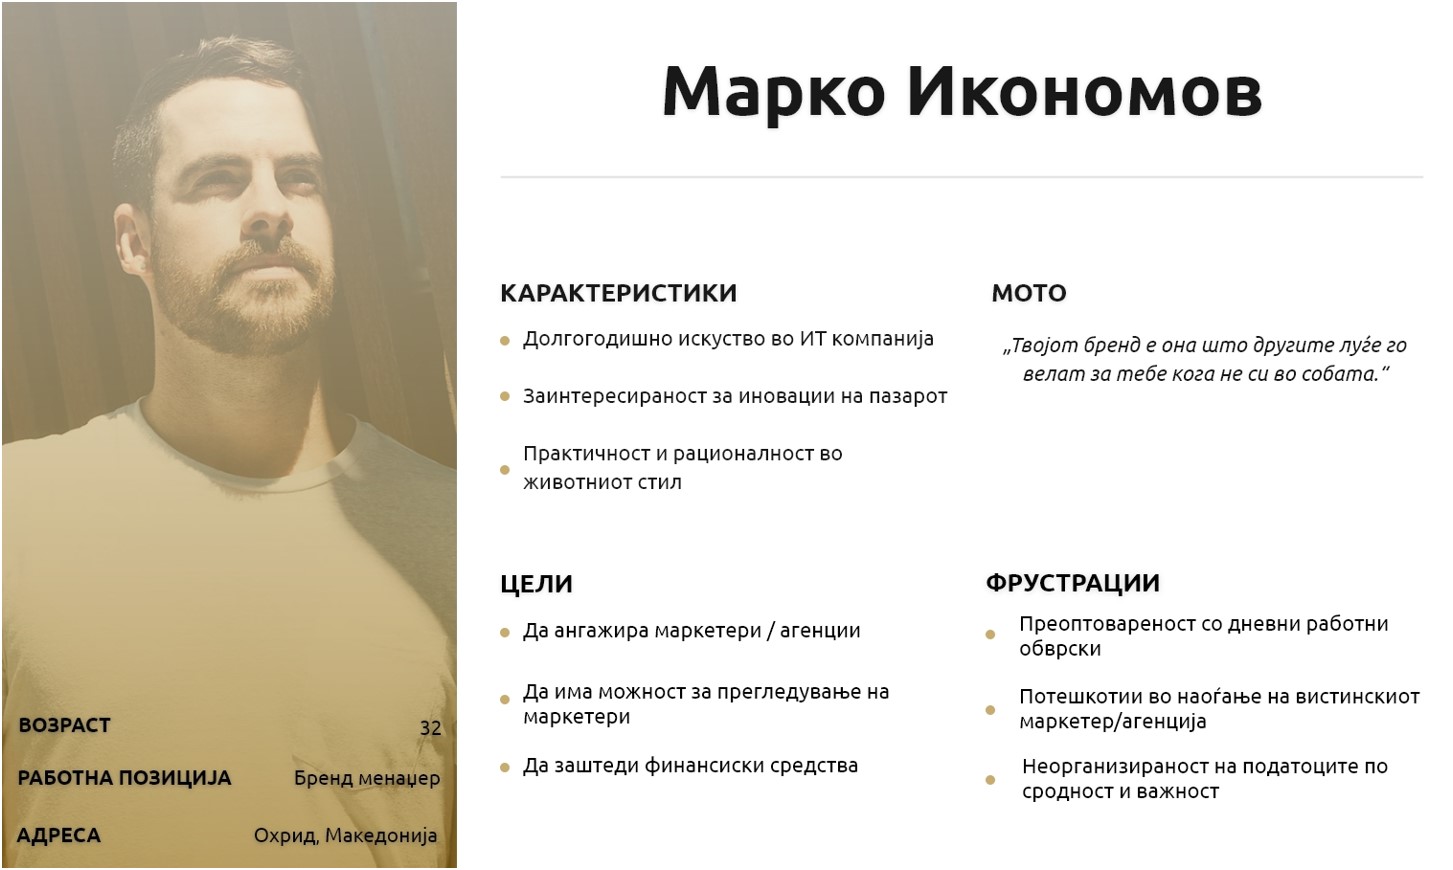 Марко Икономов
КАРАКТЕРИСТИКИ
Долгогодишно искуство во ИТ компанија
Заинтересираност за иновации на пазарот
Практичност и рационалност во
животниот стил
МОТО
„Твојот бренд е она што другите луѓе го
велат за тебе кога не си во собата.“
ЦЕЛИ
Да ангажира маркетери / агенции
Да има можност за прегледување на
маркетери
Да заштеди финансиски средства
ФРУСТРАЦИИ
Преоптовареност со дневни работни
обврски
Потешкотии во наоѓање на вистинскиот
маркетер/агенција
Неорганизираност на податоците по
сродност и важност
ВОЗРАСТ 32
РАБОТНА ПОЗИЦИЈА Бренд менаџер
АДРЕСА Охрид, Македонија